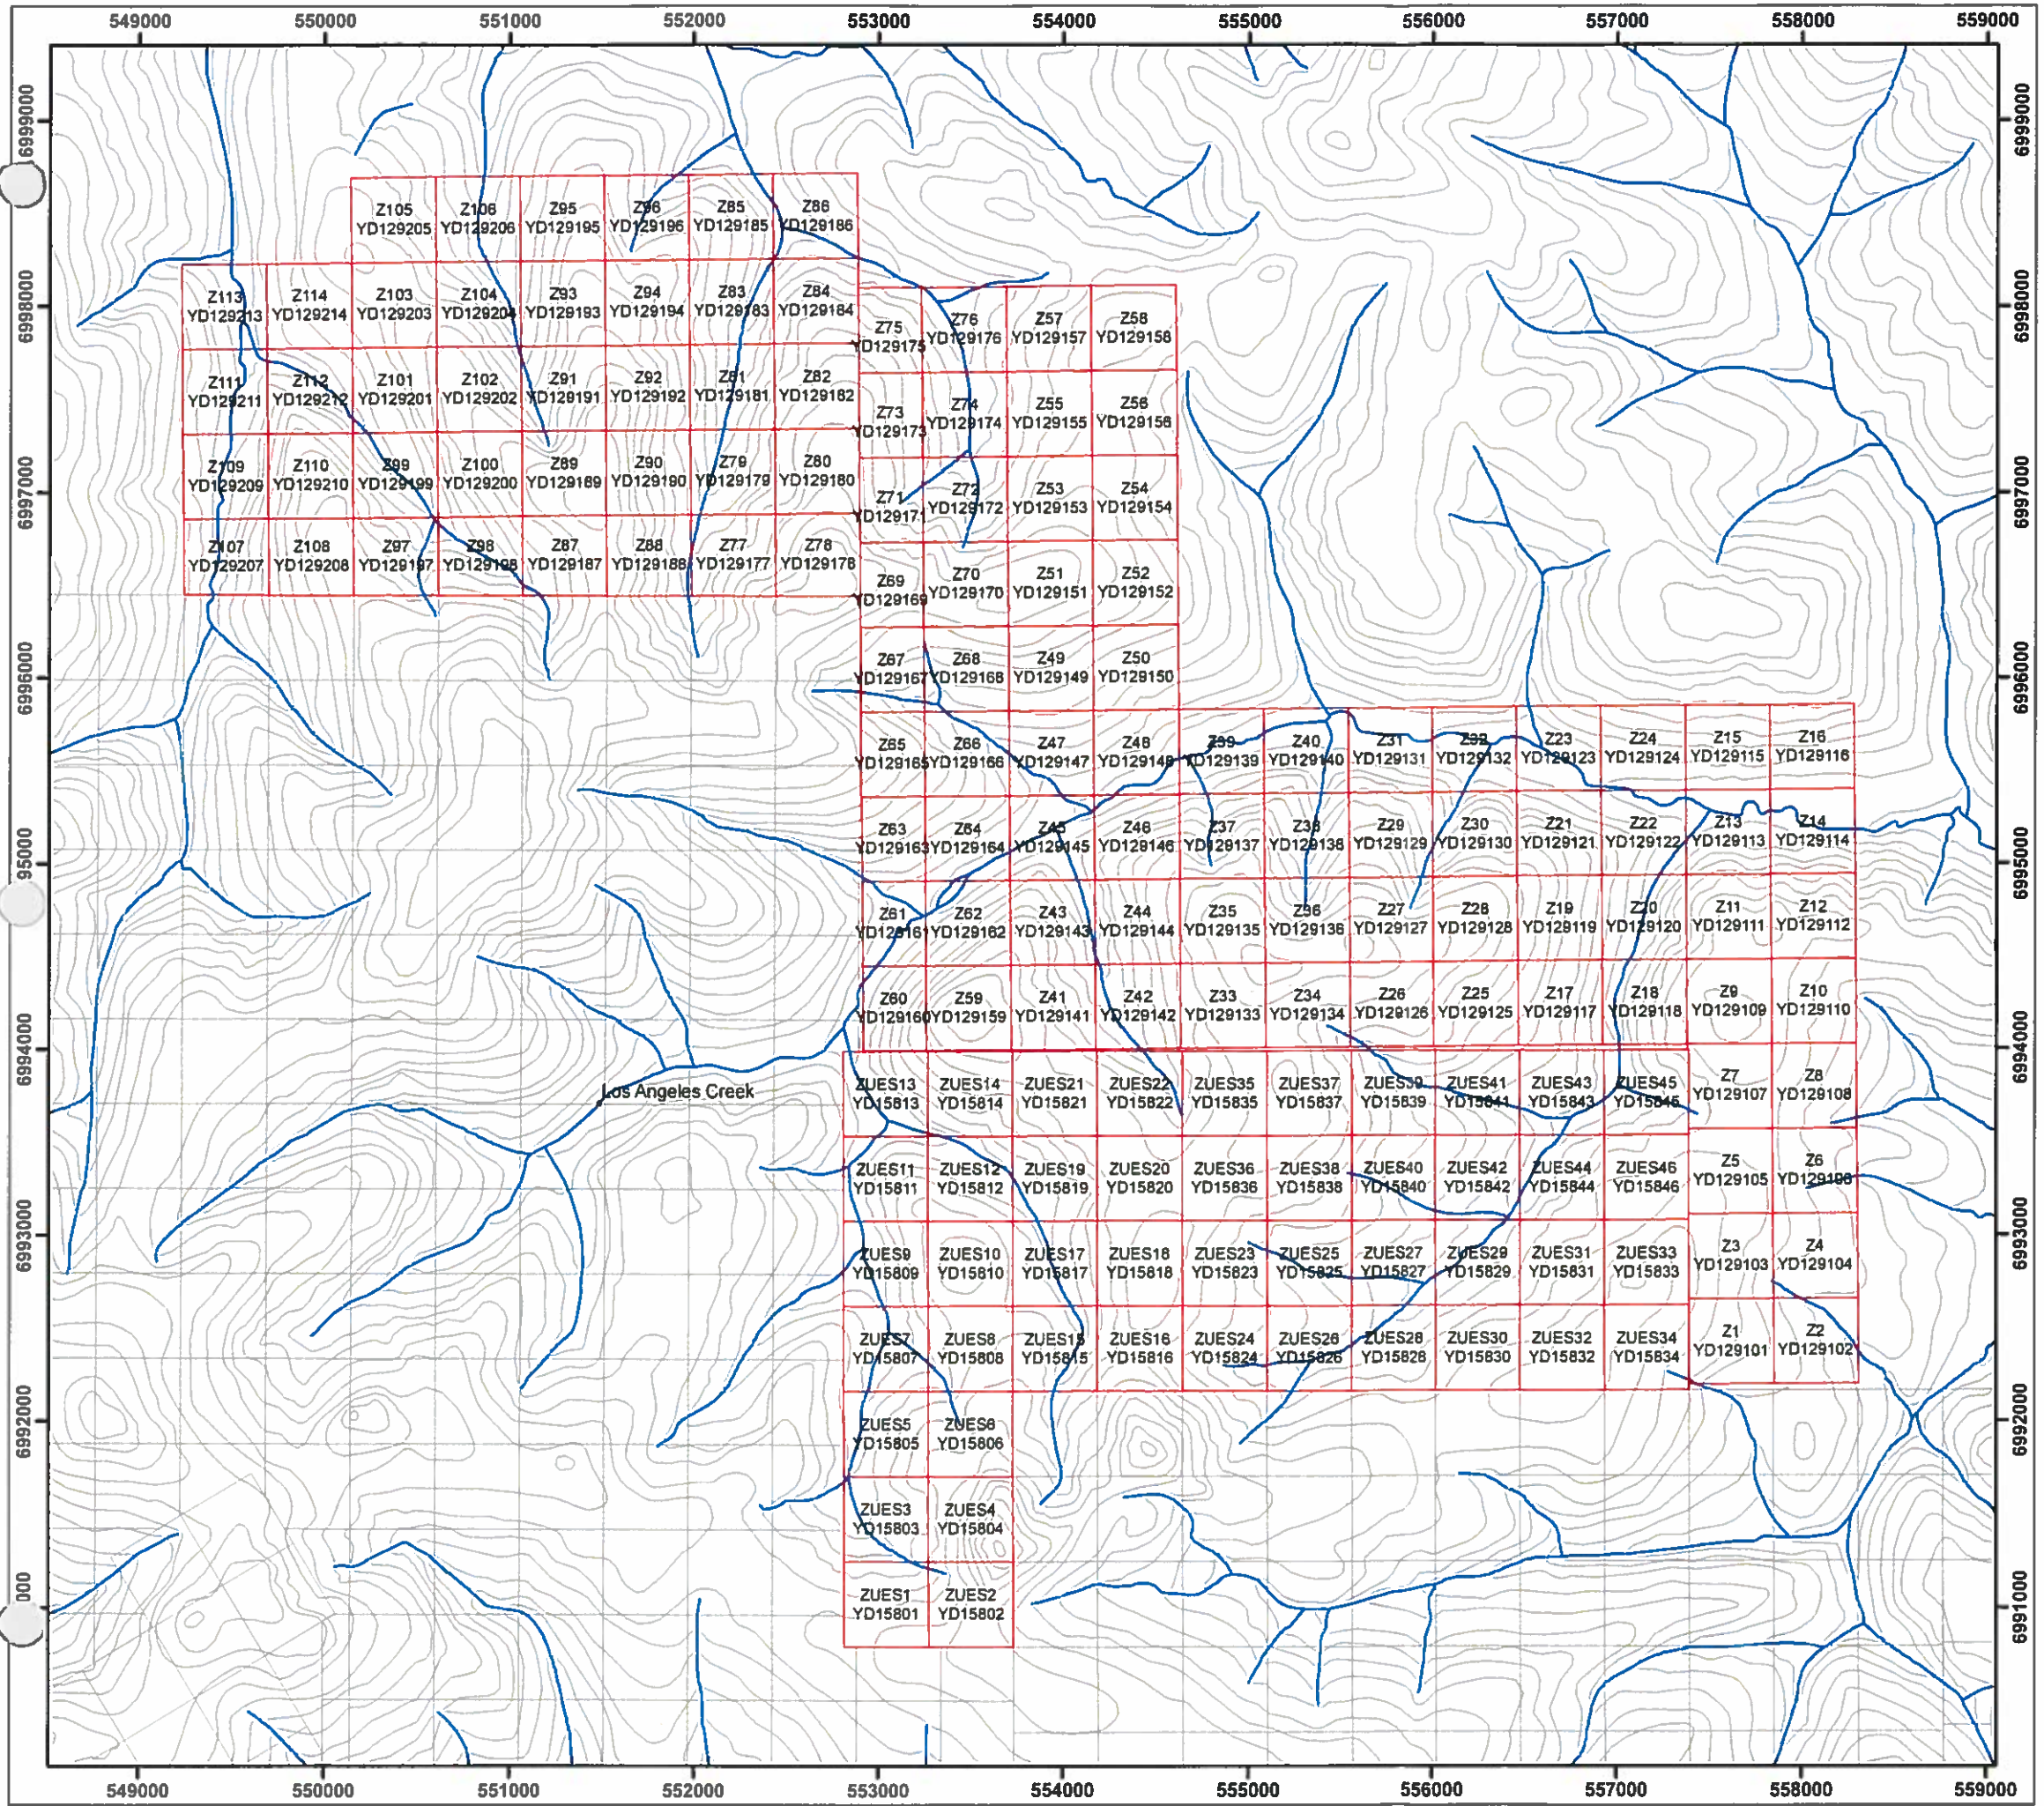 549000 550000 551000 552000 553000 554000 555000 556000 557000 558000 559000
6999000 6999000
Z105 Z106 Z95 Z96 Z85 Z86
YD129205 YD129206 YD129195 YD129196 YD129185 YD129186
6998000 6998000
Z113 Z114 Z103 Z104 Z93 Z94 Z83 Z84
YD129213 YD129214 YD129203 YD129204 YD129193 YD129194 YD129183 YD129184
Z75 Z76 Z57 Z58
YD129175 YD129176 YD129157 YD129158
Z111 Z112 Z101 Z102 Z91 Z92 Z81 Z82
YD129211 YD129212 YD129201 YD129202 YD129191 YD129192 YD129181 YD129182
Z73 Z74 Z55 Z56
YD129173 YD129174 YD129155 YD129156
6997000 6997000
Z109 Z110 Z99 Z100 Z89 Z90 Z79 Z80
YD129209 YD129210 YD129199 YD129200 YD129189 YD129190 YD129179 YD129180
Z71 Z72 Z53 Z54
YD129171 YD129172 YD129153 YD129154
Z107 Z108 Z97 Z98 Z87 Z88 Z77 Z78
YD129207 YD129208 YD129197 YD129198 YD129187 YD129188 YD129177 YD129178
Z69 Z70 Z51 Z52
YD129169 YD129170 YD129151 YD129152
6996000 6996000
Z67 Z68 Z49 Z50
YD129167 YD129168 YD129149 YD129150
Z65 Z66 Z47 Z48 Z39 Z40 Z31 Z32 Z23 Z24 Z15 Z16
YD129165 YD129166 YD129147 YD129148 YD129139 YD129140 YD129131 YD129132 YD129123 YD129124 YD129115 YD129116
95000 6995000
Z63 Z64 Z45 Z46 Z37 Z38 Z29 Z30 Z21 Z22 Z13 Z14
YD129163 YD129164 YD129145 YD129146 YD129137 YD129138 YD129129 YD129130 YD129121 YD129122 YD129113 YD129114
Z61 Z62 Z43 Z44 Z35 Z36 Z27 Z28 Z19 Z20 Z11 Z12
YD129161 YD129162 YD129143 YD129144 YD129135 YD129136 YD129127 YD129128 YD129119 YD129120 YD129111 YD129112
6994000 6994000
Z60 Z59 Z41 Z42 Z33 Z34 Z26 Z25 Z17 Z18 Z9 Z10
YD129160 YD129159 YD129141 YD129142 YD129133 YD129134 YD129126 YD129125 YD129117 YD129118 YD129109 YD129110
Los Angeles Creek
ZUES13 ZUES14 ZUES21 ZUES22 ZUES35 ZUES37 ZUES39 ZUES41 ZUES43 ZUES45 Z7 Z8
YD15813 YD15814 YD15821 YD15822 YD15835 YD15837 YD15839 YD15841 YD15843 YD15845 YD129107 YD129108
ZUES11 ZUES12 ZUES19 ZUES20 ZUES36 ZUES38 ZUES40 ZUES42 ZUES44 ZUES46 Z5 Z6
YD15811 YD15812 YD15819 YD15820 YD15836 YD15838 YD15840 YD15842 YD15844 YD15846 YD129105 YD129106
6993000 6993000
ZUES9 ZUES10 ZUES17 ZUES18 ZUES23 ZUES25 ZUES27 ZUES29 ZUES31 ZUES33 Z3 Z4
YD15809 YD15810 YD15817 YD15818 YD15823 YD15825 YD15827 YD15829 YD15831 YD15833 YD129103 YD129104
ZUES7 ZUES8 ZUES15 ZUES16 ZUES24 ZUES26 ZUES28 ZUES30 ZUES32 ZUES34 Z1 Z2
YD15807 YD15808 YD15815 YD15816 YD15824 YD15826 YD15828 YD15830 YD15832 YD15834 YD129101 YD129102
6992000 6992000
ZUES5 ZUES6
YD15805 YD15806
ZUES3 ZUES4
YD15803 YD15804
000 6991000
ZUES1 ZUES2
YD15801 YD15802
549000 550000 551000 552000 553000 554000 555000 556000 557000 558000 559000